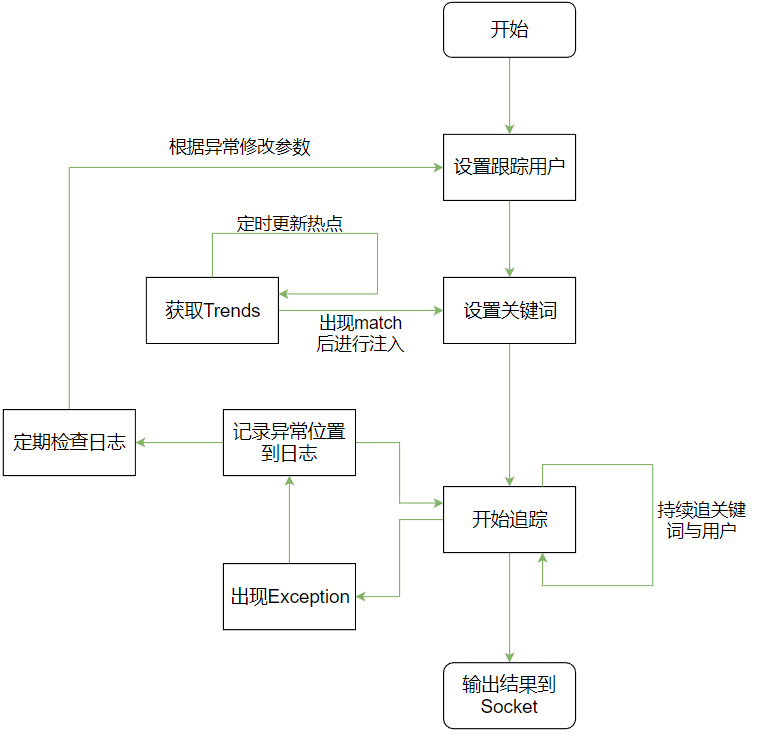 开始
根据异常修改参数
设置跟踪用户
定时更新热点
获取Trends
设置关键词
出现match
后进行注入
定期检查日志
记录异常位置
到日志
开始追踪
持续追关键
词与用户
出现Exception
输出结果到
Socket